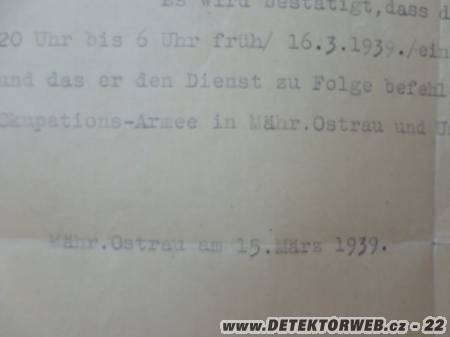 Es wird bestätigt, dass d
20 Uhr bis 6 Uhr früh/ 16.3.1939./ein
und das er den Dienst zu Folge befehl
Okupations-Armee in Mähr.Ostrau und U
Mähr.Ostrau am 15.März 1939.
www.DETEKTORWEB.cz - 22